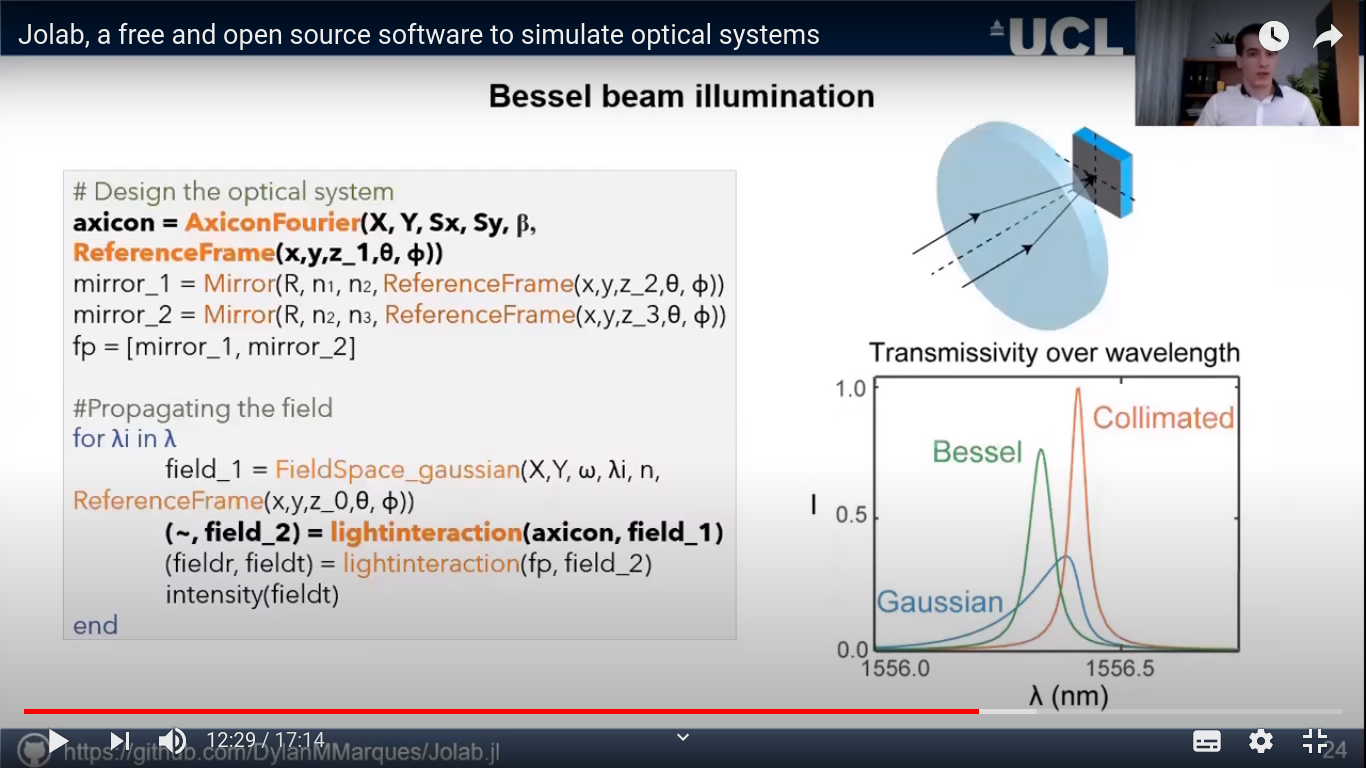 Jolab, a free and open source software to simulate optical systems
UCL
Bessel beam illumination
# Design the optical system
axicon = AxiconFourier(X, Y, Sx, Sy, β,
ReferenceFrame(x,y,z_1,θ, ϕ))
mirror_1 = Mirror(R, n₁, n₂, ReferenceFrame(x,y,z_2,θ, ϕ))
mirror_2 = Mirror(R, n₂, n₃, ReferenceFrame(x,y,z_3,θ, ϕ))
fp = [mirror_1, mirror_2]
#Propagating the field
for λi in λ
field_1 = FieldSpace_gaussian(X,Y, ω, λi, n,
ReferenceFrame(x,y,z_0,θ, ϕ))
(~, field_2) = lightinteraction(axicon, field_1)
(fieldr, fieldt) = lightinteraction(fp, field_2)
intensity(fieldt)
end
Transmissivity over wavelength
1.0
Collimated
Bessel
I
0.5
Gaussian
0.0
1556.0
1556.5
λ (nm)
12:29 / 17:14
https://github.com/DylanMMarques/Jolab.jl
24